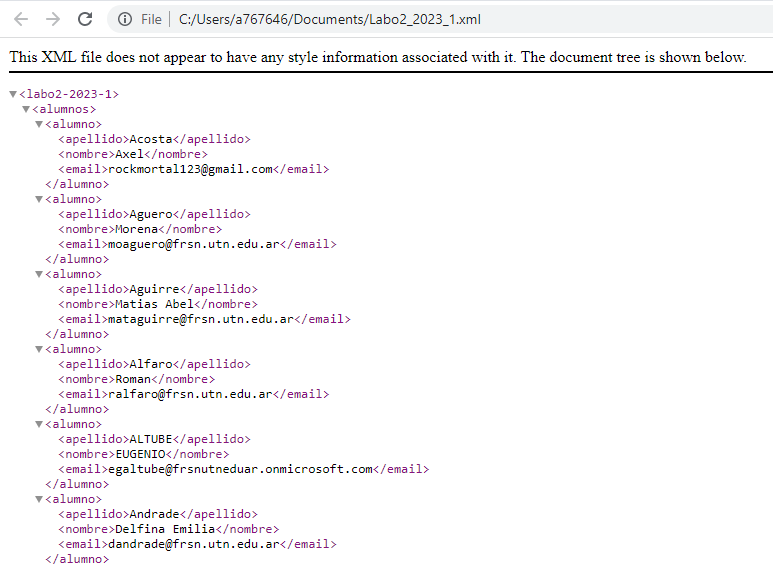 File | C:/Users/a767646/Documents/Labo2_2023_1.xml
This XML file does not appear to have any style information associated with it. The document tree is shown below.
<labo2-2023-1>
<alumnos>
<alumno>
<apellido>Acosta</apellido>
<nombre>Axel</nombre>
<email>rockmortal123@gmail.com</email>
</alumno>
<alumno>
<apellido>Aguero</apellido>
<nombre>Morena</nombre>
<email>moaguero@frsn.utn.edu.ar</email>
</alumno>
<alumno>
<apellido>Aguirre</apellido>
<nombre>Matias Abel</nombre>
<email>mataguirre@frsn.utn.edu.ar</email>
</alumno>
<alumno>
<apellido>Alfaro</apellido>
<nombre>Roman</nombre>
<email>ralfaro@frsn.utn.edu.ar</email>
</alumno>
<alumno>
<apellido>ALTUBE</apellido>
<nombre>EUGENIO</nombre>
<email>egaltube@frsnutneduar.onmicrosoft.com</email>
</alumno>
<alumno>
<apellido>Andrade</apellido>
<nombre>Delfina Emilia</nombre>
<email>dandrade@frsn.utn.edu.ar</email>
</alumno>